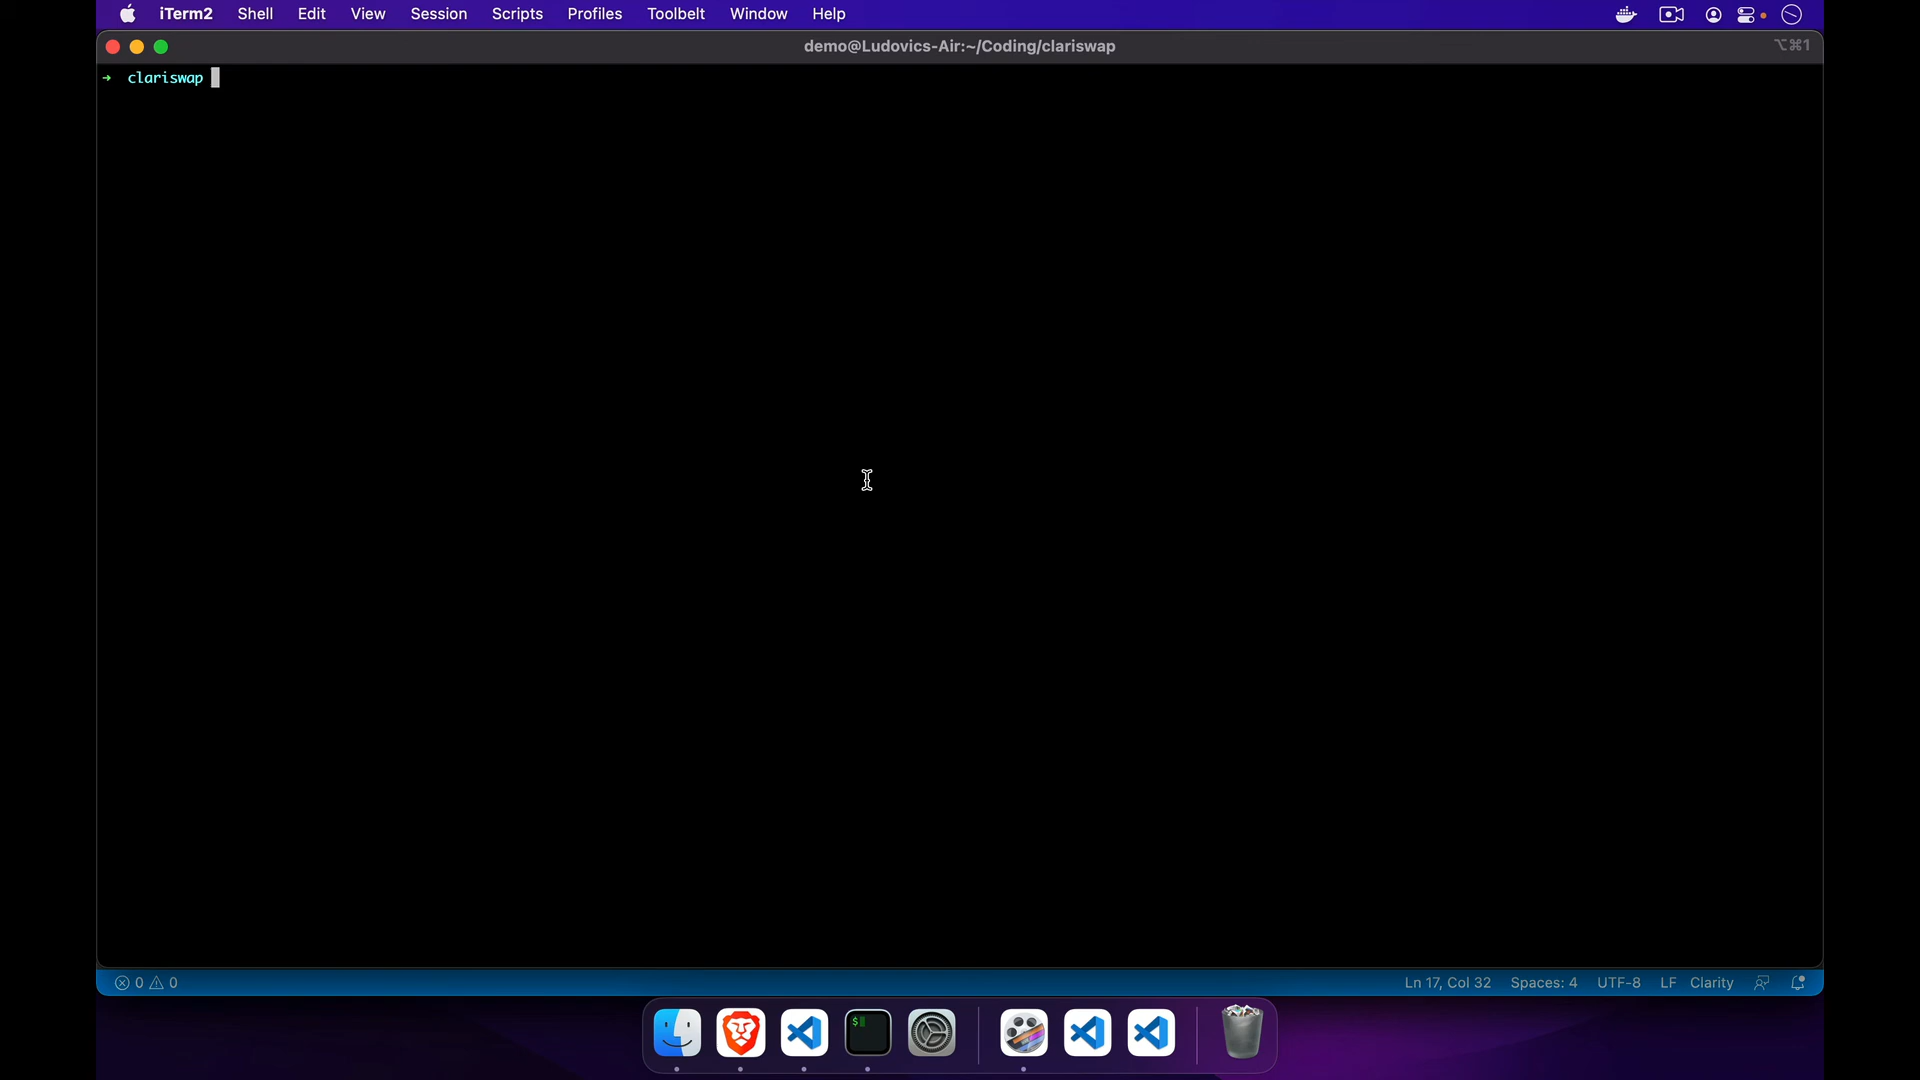 iTerm2 Shell Edit View Session Scripts Profiles Toolbelt Window Help
demo@Ludovics-Air:~/Coding/clariswap ⌥⌘1
➜ clariswap
0 0 Ln 17, Col 32 Spaces: 4 UTF-8 LF Clarity
$